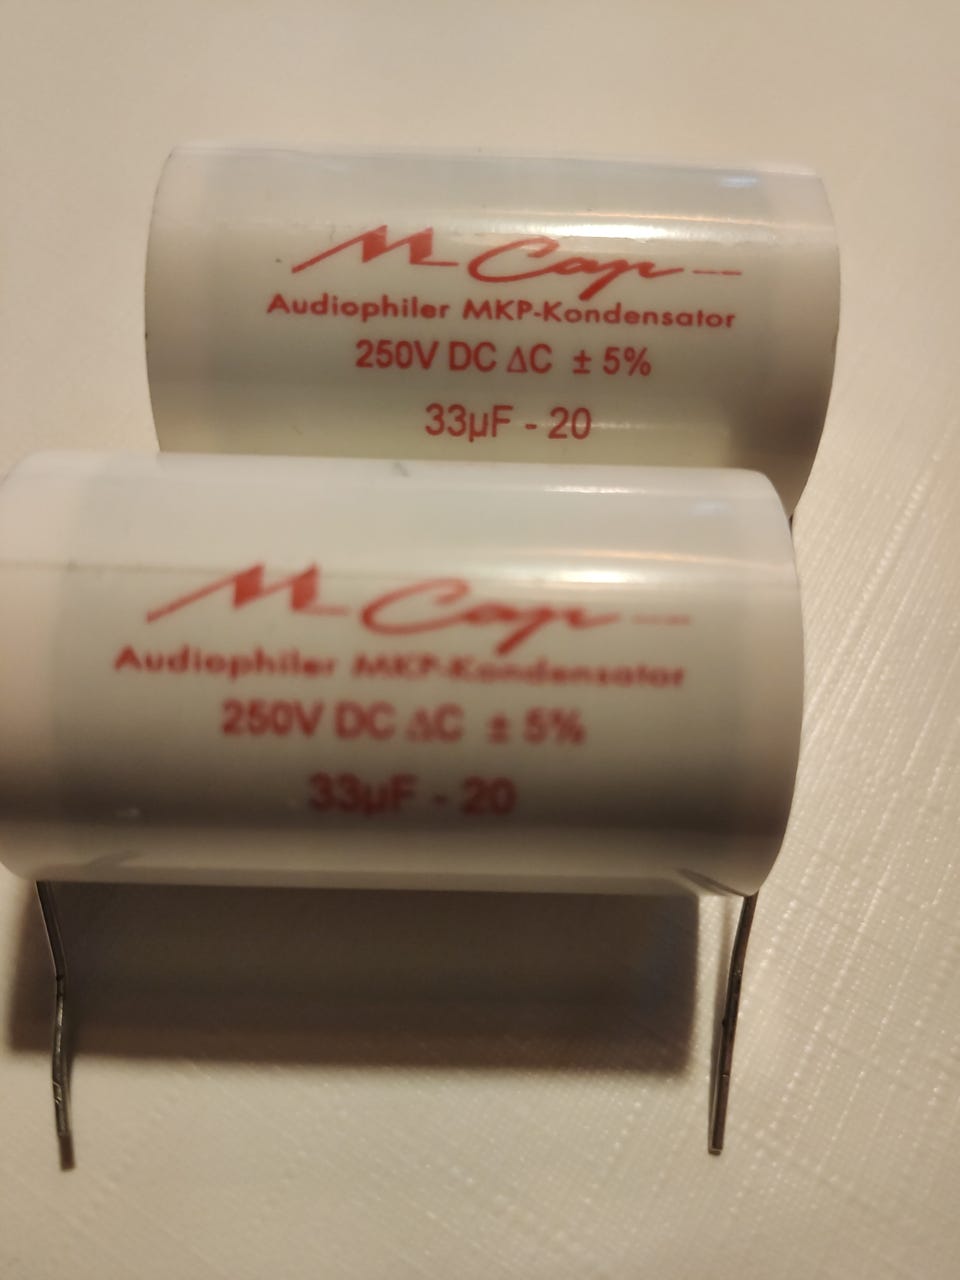 M Cap
Audiophiler MKP-Kondensator
250V DC ΔC ± 5%
33µF - 20
M Cap
Audiophiler MKP-Kondensator
250V DC ΔC ± 5%
33µF - 20